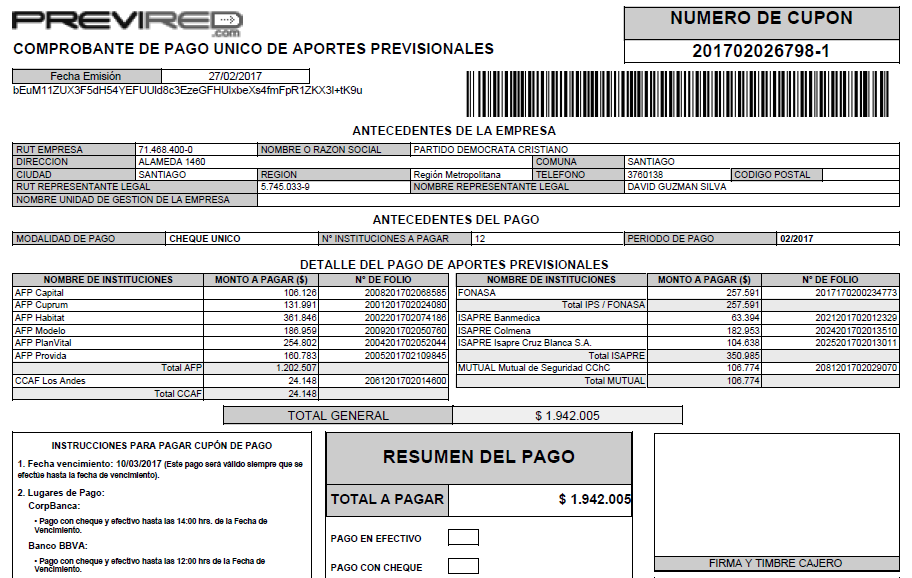 PREVIRED
.com
COMPROBANTE DE PAGO UNICO DE APORTES PREVISIONALES
NUMERO DE CUPON
201702026798-1
Fecha Emisión 27/02/2017
bEuM11ZUX3F5dH54YEFUUId8c3EzeGFHUlxbeXs4fmFpR1ZKX3l+tK9u
ANTECEDENTES DE LA EMPRESA
RUT EMPRESA 71.468.400-0 NOMBRE O RAZON SOCIAL PARTIDO DEMOCRATA CRISTIANO
DIRECCION ALAMEDA 1460 COMUNA SANTIAGO
CIUDAD SANTIAGO REGION Región Metropolitana TELEFONO 3760138 CODIGO POSTAL
RUT REPRESENTANTE LEGAL 5.745.033-9 NOMBRE REPRESENTANTE LEGAL DAVID GUZMAN SILVA
NOMBRE UNIDAD DE GESTION DE LA EMPRESA
ANTECEDENTES DEL PAGO
MODALIDAD DE PAGO CHEQUE UNICO N° INSTITUCIONES A PAGAR 12 PERIODO DE PAGO 02/2017
DETALLE DEL PAGO DE APORTES PREVISIONALES
NOMBRE DE INSTITUCIONES MONTO A PAGAR ($) N° DE FOLIO
AFP Capital 106.126 2008201702068585
AFP Cuprum 131.991 2001202017024080
AFP Habitat 361.846 2002201702074186
AFP Modelo 186.959 2009201702050760
AFP PlanVital 254.802 2004201702052044
AFP Provida 160.783 2005201702109845
Total AFP 1.202.507
CCAF Los Andes 24.148 2061201702014600
Total CCAF 24.148
NOMBRE DE INSTITUCIONES MONTO A PAGAR ($) N° DE FOLIO
FONASA 257.591 2017170200234773
Total IPS / FONASA 257.591
ISAPRE Banmedica 63.394 2021201702012329
ISAPRE Colmena 182.953 2024201702013510
ISAPRE Isapre Cruz Blanca S.A. 104.638 2025201702013011
Total ISAPRE 350.985
MUTUAL Mutual de Seguridad CChC 106.774 2081201702029070
Total MUTUAL 106.774
TOTAL GENERAL $ 1.942.005
INSTRUCCIONES PARA PAGAR CUPÓN DE PAGO
1. Fecha vencimiento: 10/03/2017 (Este pago será válido siempre que se
efectúe hasta la fecha de vencimiento).
2. Lugares de Pago:
CorpBanca:
• Pago con cheque y efectivo hasta las 14:00 hrs. de la Fecha de
Vencimiento.
Banco BBVA:
• Pago con cheque y efectivo hasta las 12:00 hrs de la Fecha de
Vencimiento.
RESUMEN DEL PAGO
TOTAL A PAGAR $ 1.942.005
PAGO EN EFECTIVO
PAGO CON CHEQUE
FIRMA Y TIMBRE CAJERO